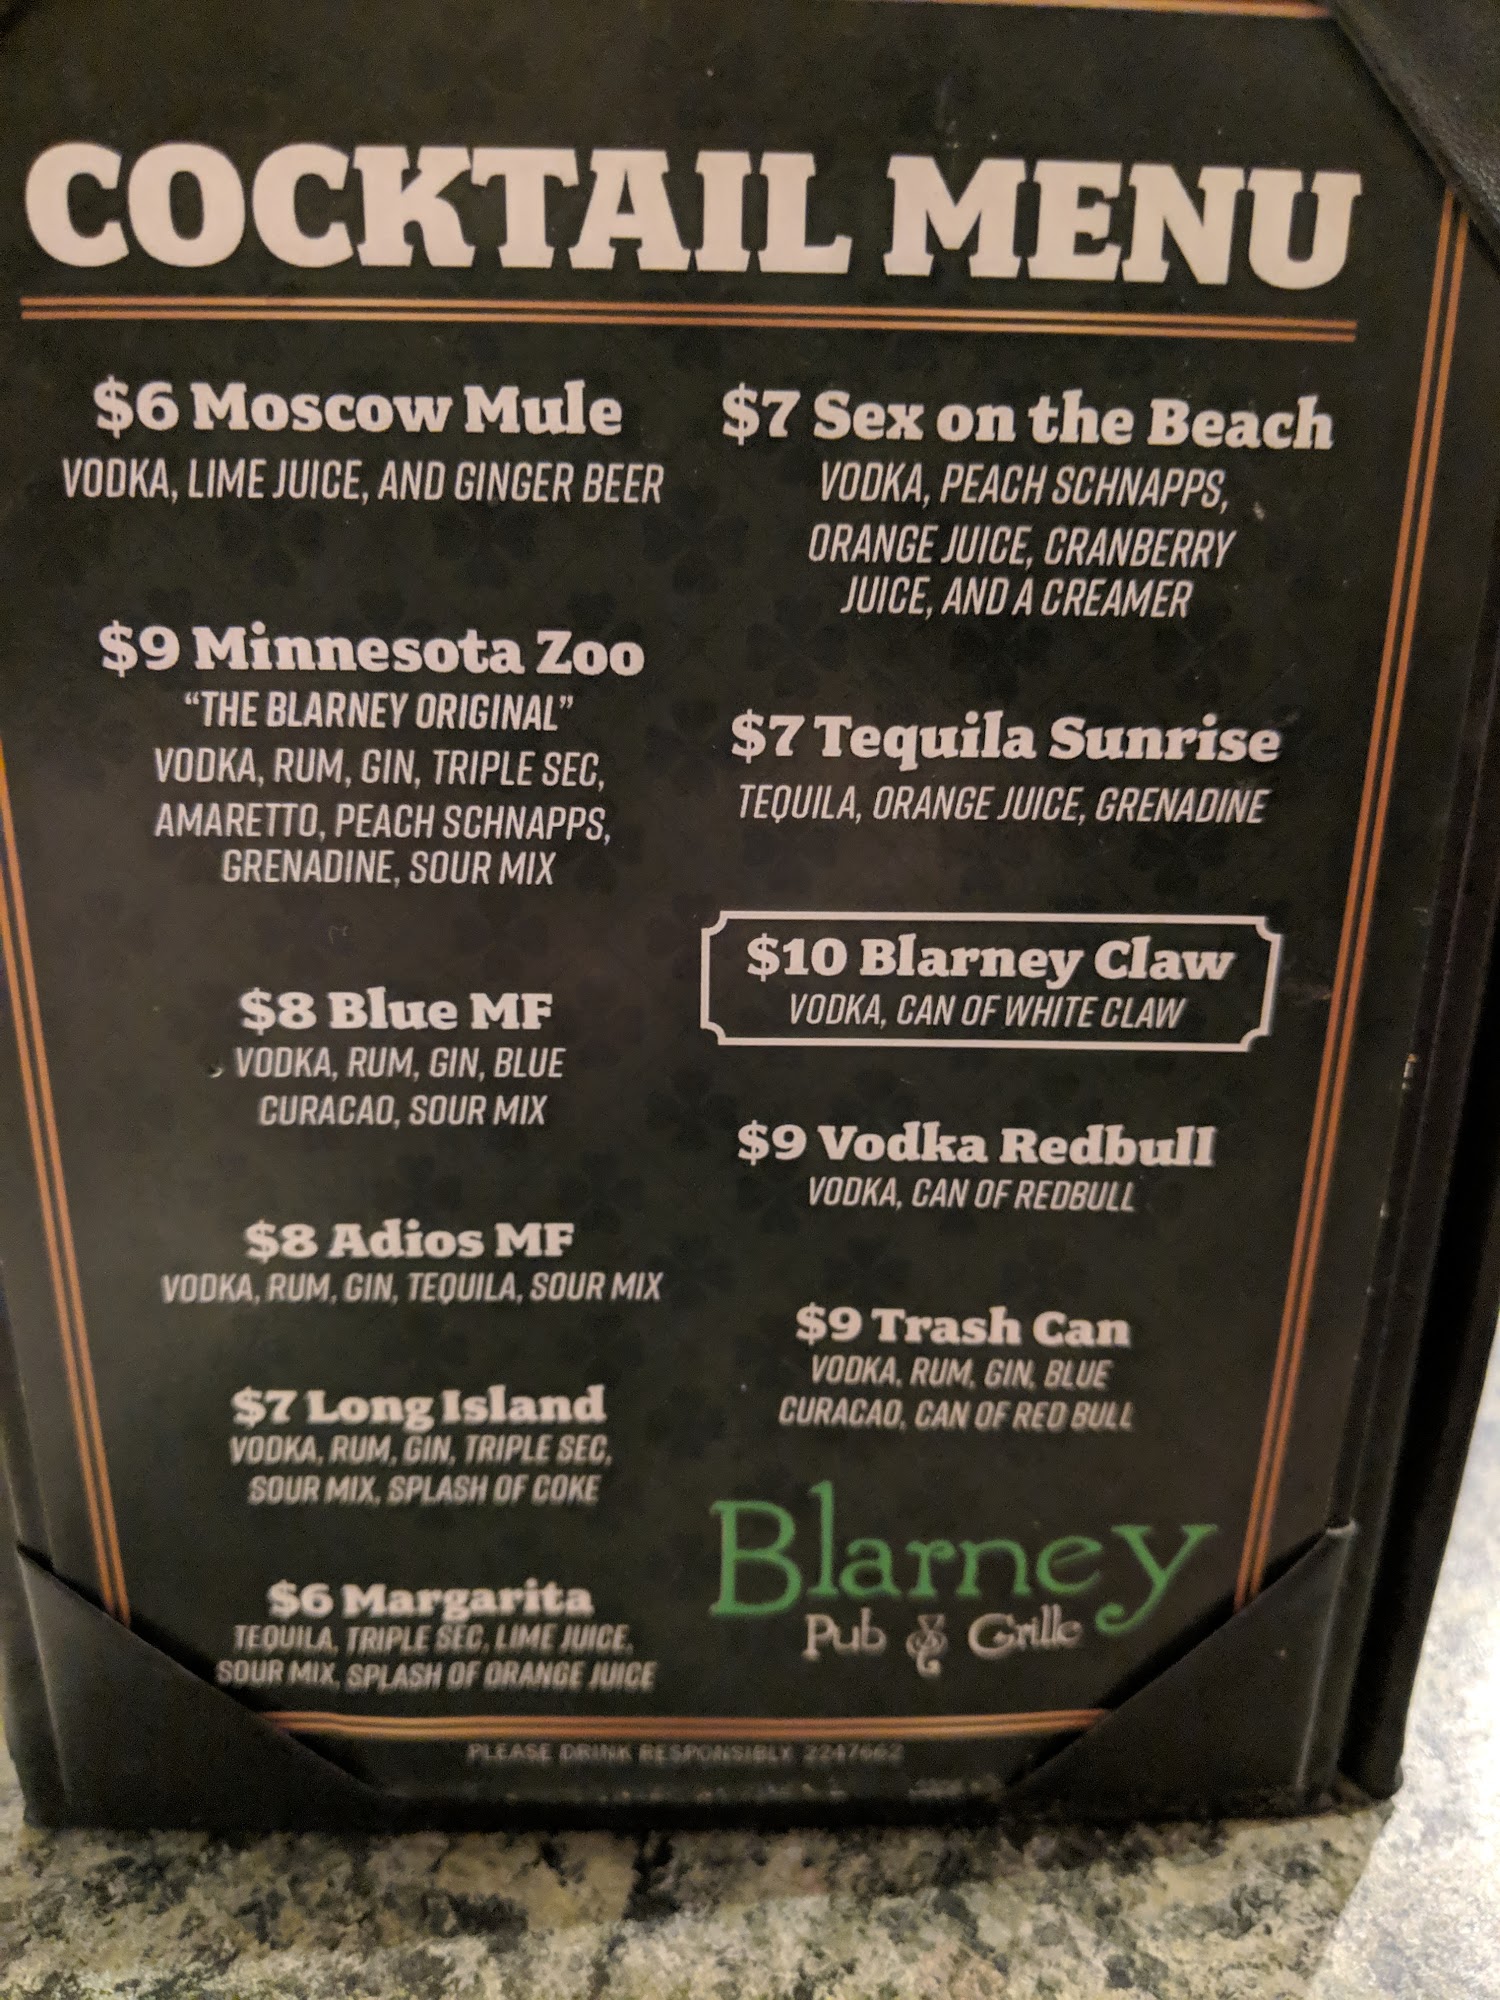 COCKTAIL MENU
$6 Moscow Mule
VODKA, LIME JUICE, AND GINGER BEER
$9 Minnesota Zoo
“THE BLARNEY ORIGINAL”
VODKA, RUM, GIN, TRIPLE SEC,
AMARETTO, PEACH SCHNAPPS,
GRENADINE, SOUR MIX
$8 Blue MF
VODKA, RUM, GIN, BLUE
CURACAO, SOUR MIX
$8 Adios MF
VODKA, RUM, GIN, TEQUILA, SOUR MIX
$7 Long Island
VODKA, RUM, GIN, TRIPLE SEC,
SOUR MIX, SPLASH OF COKE
$6 Margarita
TEQUILA, TRIPLE SEC, LIME JUICE,
SOUR MIX, SPLASH OF ORANGE JUICE
$7 Sex on the Beach
VODKA, PEACH SCHNAPPS,
ORANGE JUICE, CRANBERRY
JUICE, AND A CREAMER
$7 Tequila Sunrise
TEQUILA, ORANGE JUICE, GRENADINE
$10 Blarney Claw
VODKA, CAN OF WHITE CLAW
$9 Vodka Redbull
VODKA, CAN OF REDBULL
$9 Trash Can
VODKA, RUM, GIN, BLUE
CURACAO, CAN OF RED BULL
Blarney
Pub & Grille
PLEASE DRINK RESPONSIBLY 2247662